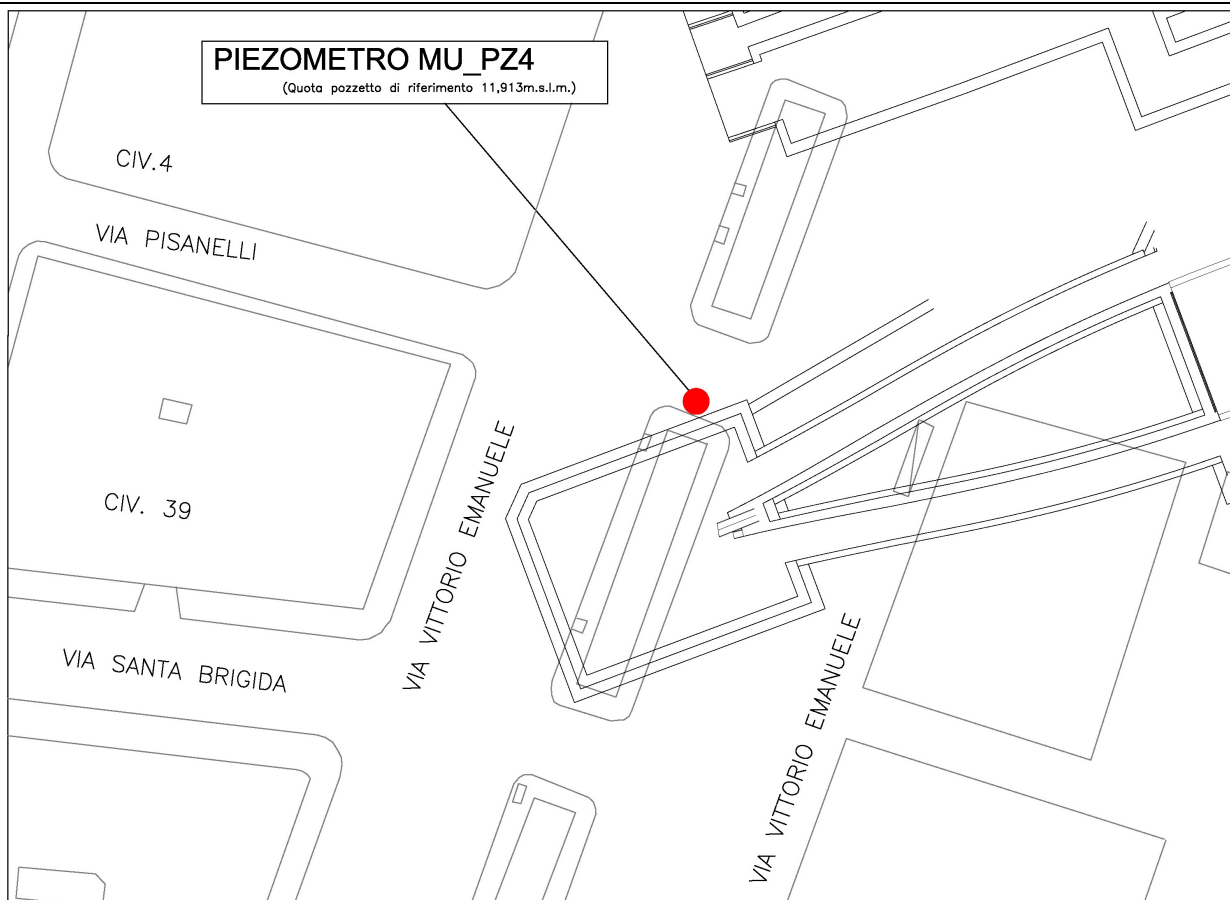 PIEZOMETRO MU_PZ4
(Quota pozzetto di riferimento 11,913m.s.l.m.)
CIV.4
VIA PISANELLI
CIV. 39
VIA VITTORIO EMANUELE
VIA SANTA BRIGIDA
VIA VITTORIO EMANUELE